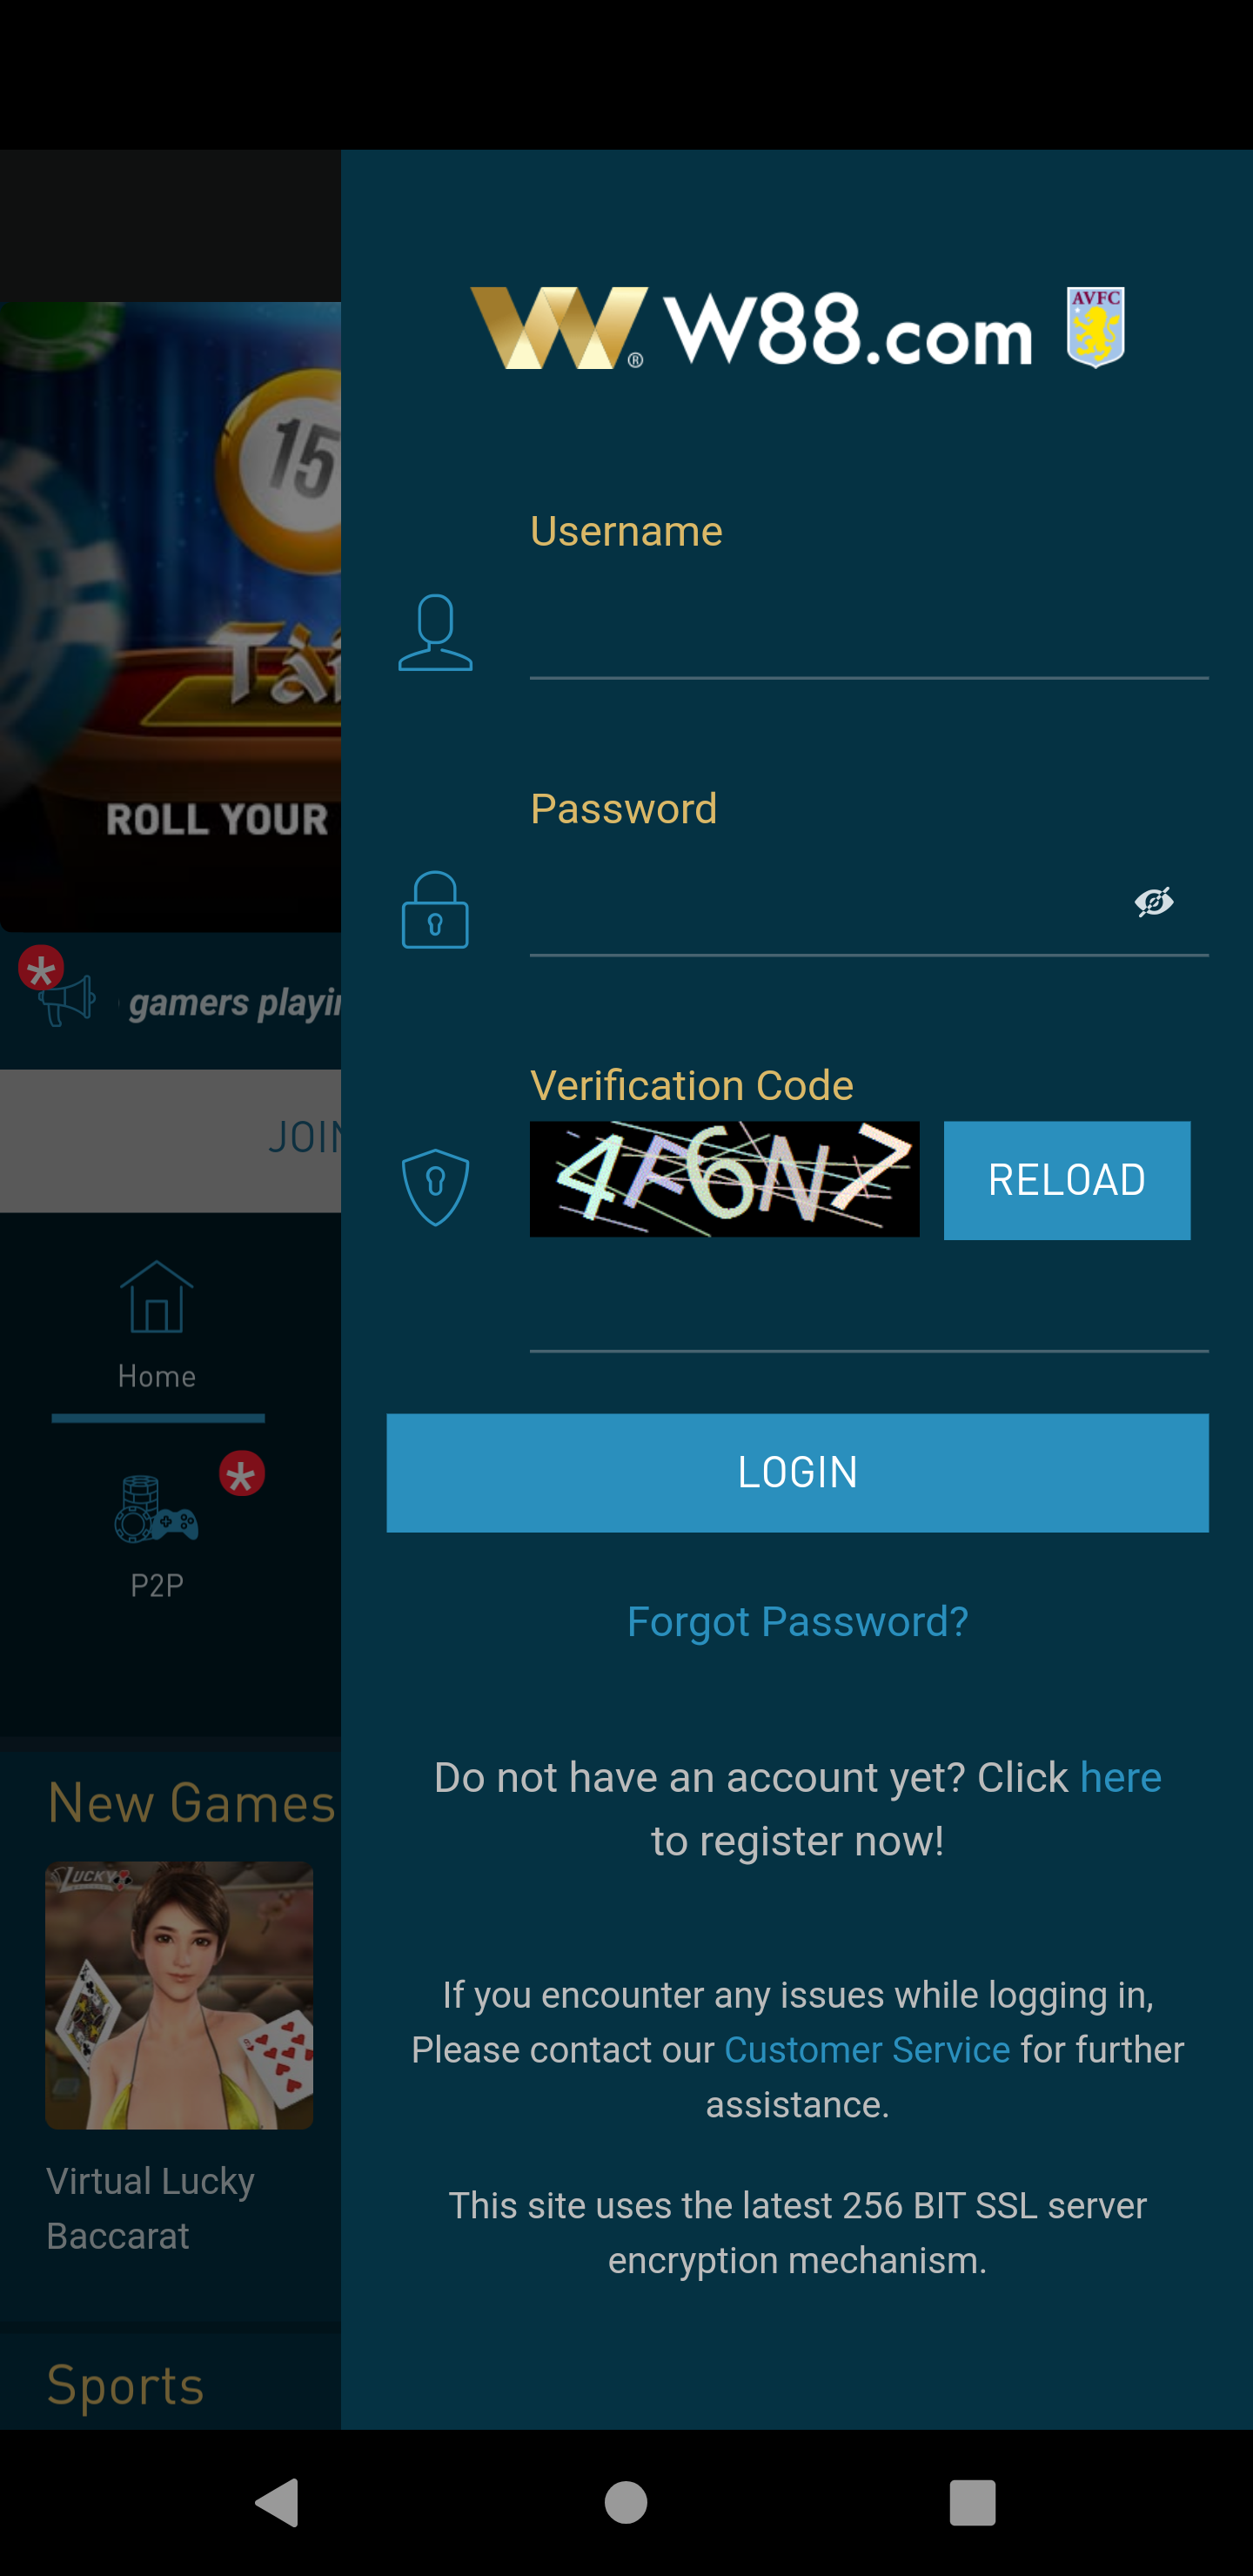 W® W88.com AVFC
15
Username
Tà
ROLL YOUR
Password
gamers playin
Verification Code
4F6N7 RELOAD
JOIN
Home
LOGIN
P2P
Forgot Password?
Do not have an account yet? Click here
to register now!
New Games
LUCKY
If you encounter any issues while logging in,
Please contact our Customer Service for further
assistance.
Virtual Lucky
Baccarat
This site uses the latest 256 BIT SSL server
encryption mechanism.
Sports